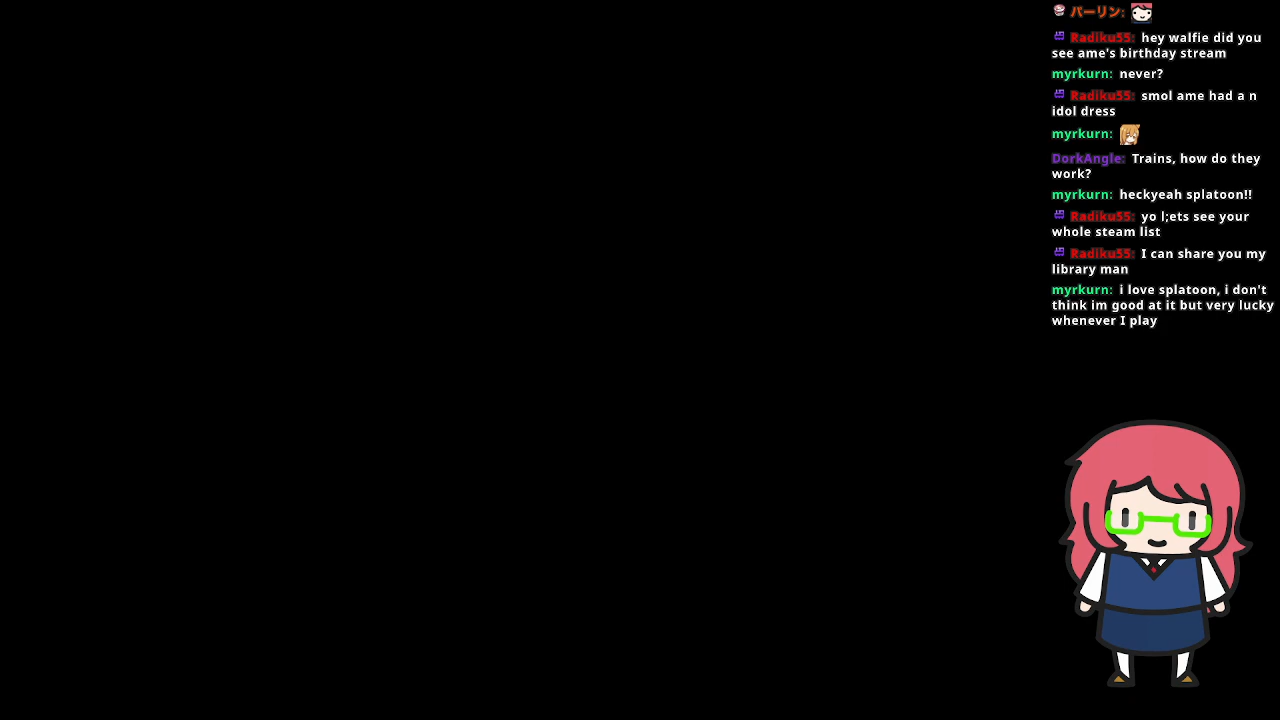 パーリン:
Radiku55: hey walfie did you
see ame's birthday stream
myrkurn: never?
Radiku55: smol ame had a n
idol dress
myrkurn:
DorkAngle: Trains, how do they
work?
myrkurn: heckyeah splatoon!!
Radiku55: yo l;ets see your
whole steam list
Radiku55: I can share you my
library man
myrkurn: i love splatoon, i don't
think im good at it but very lucky
whenever I play